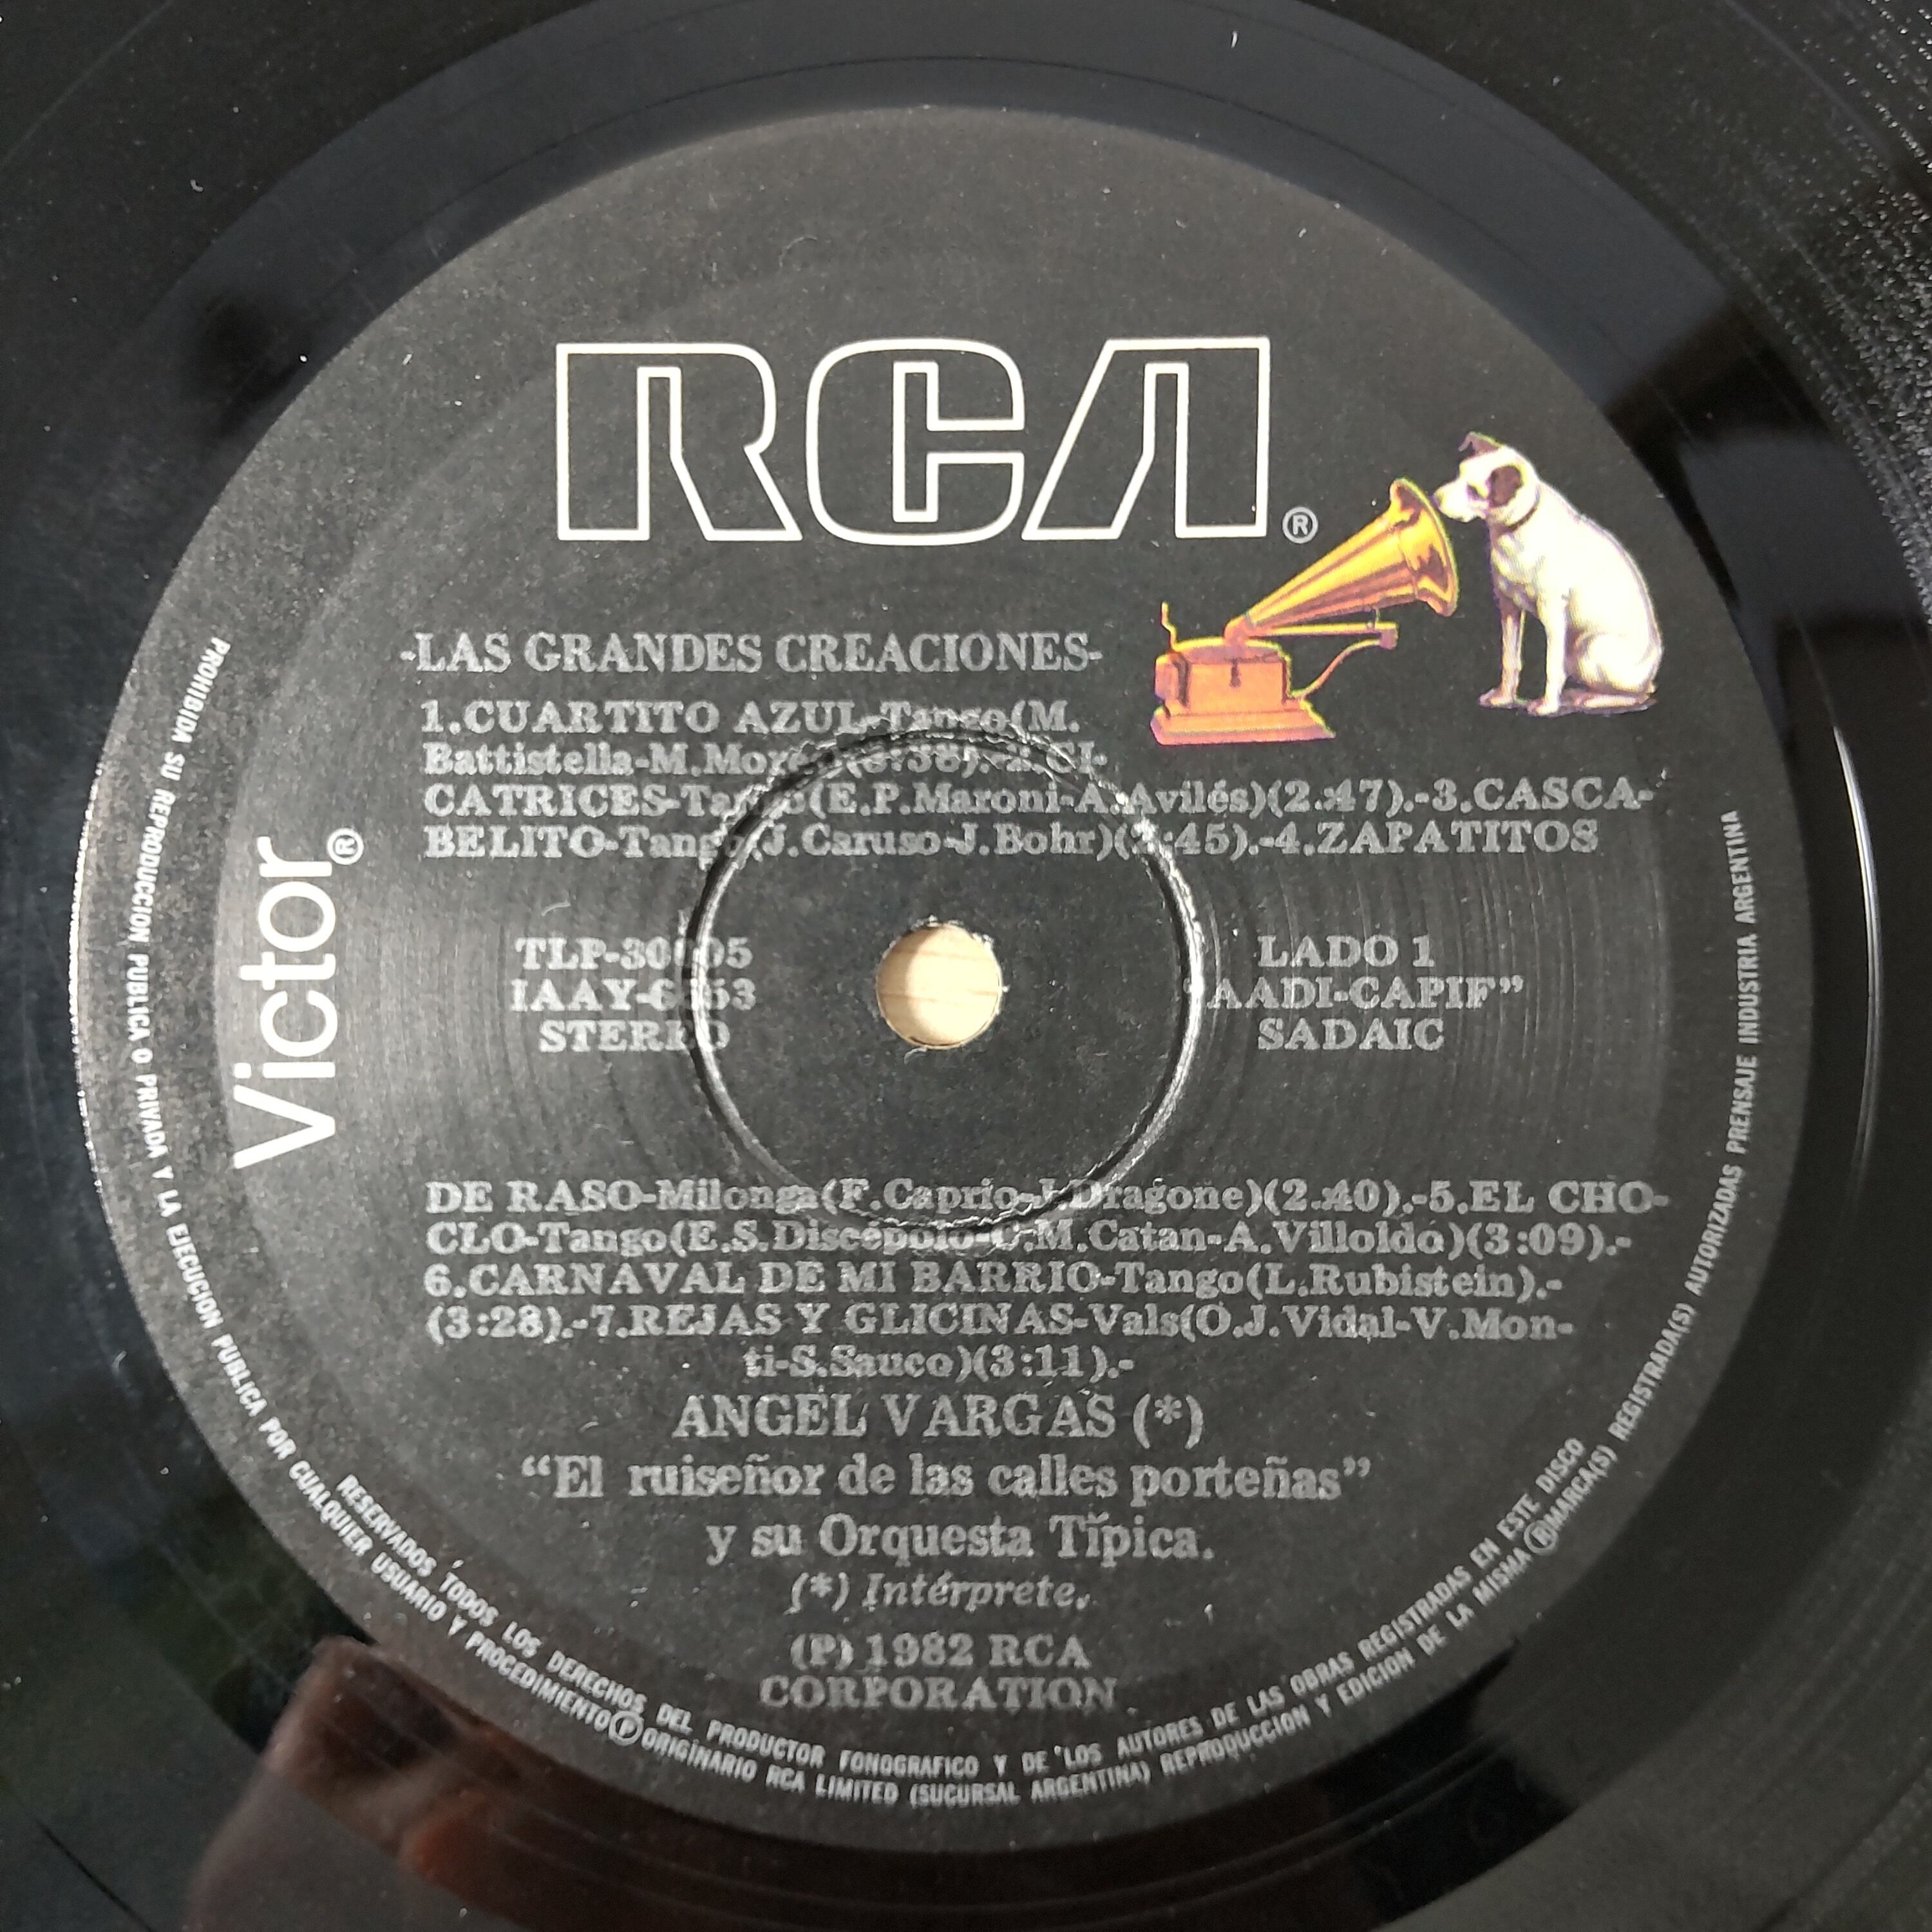 RCA®
Victor®
-LAS GRANDES CREACIONES-
1.CUARTITO AZUL-Tango(M.
Battistella-M.Mores)(3:38).-2.CI-
CATRICES-Tango(E.P.Maroni-A.Avilés)(2:47).-3.CASCA-
BELITO-Tango(J.Caruso-J.Bohr)(2:45).-4.ZAPATITOS
LADO 1
STEREO
"AADI-CAPIF"
SADAIC
DE RASO-Milonga(F.Caprio-J.Dragone)(2:40).-5.EL CHO-
CLO-Tango(E.S.Discépolo-C.M.Catan-A.Villoldo)(3:09).-
6.CARNAVAL DE MI BARRIO-Tango(L.Rubistein).-
(3:28).-7.REJAS Y GLICINAS-Vals(O.J.Vidal-V.Mon-
ti-S.Sauco)(3:11).-
ANGEL VARGAS (*)
"El ruiseñor de las calles porteñas"
y su Orquesta Típica.
(*) Intérprete.
(P) 1982 RCA
CORPORATION
PROHIBIDA SU REPRODUCCION PUBLICA O PRIVADA Y LA EJECUCION PUBLICA POR CUALQUIER USUARIO Y PROCEDIMIENTO Ⓟ ORIGINARIO RCA LIMITED (SUCURSAL ARGENTINA) REPRODUCCION Y EDICION DE LA MISMA ® MARCA(S) REGISTRADA(S) AUTORIZADAS PRENSAJE INDUSTRIA ARGENTINA
RESERVADOS TODOS LOS DERECHOS DEL PRODUCTOR FONOGRAFICO Y DE LOS AUTORES DE LAS OBRAS REGISTRADAS EN ESTE DISCO